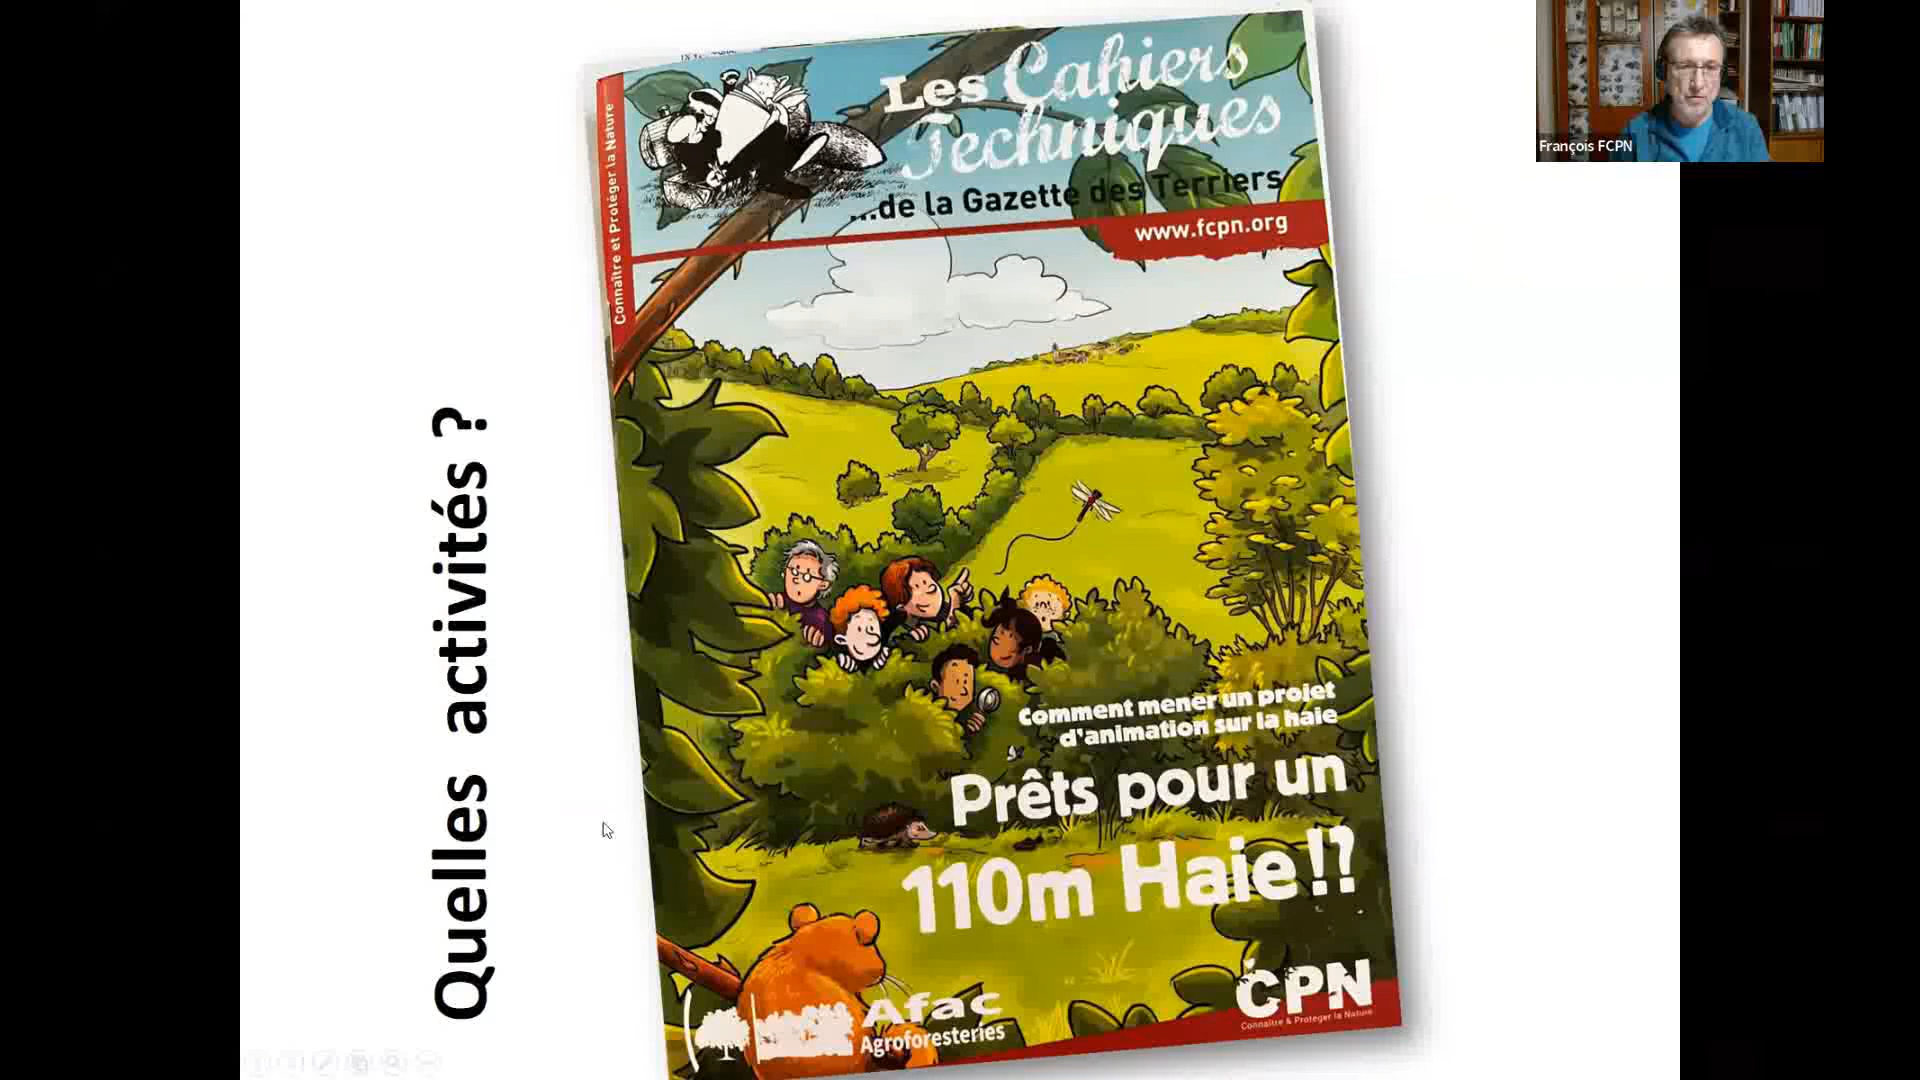 Quelles activités ?
Connaître et Protéger la Nature
Les Cahiers
Techniques
...de la Gazette des Terriers
www.fcpn.org
Comment mener un projet
d'animation sur la haie
Prêts pour un
110m Haie !?
Afac
Agroforesteries
CPN
Connaître & Protéger la Nature
François FCPN